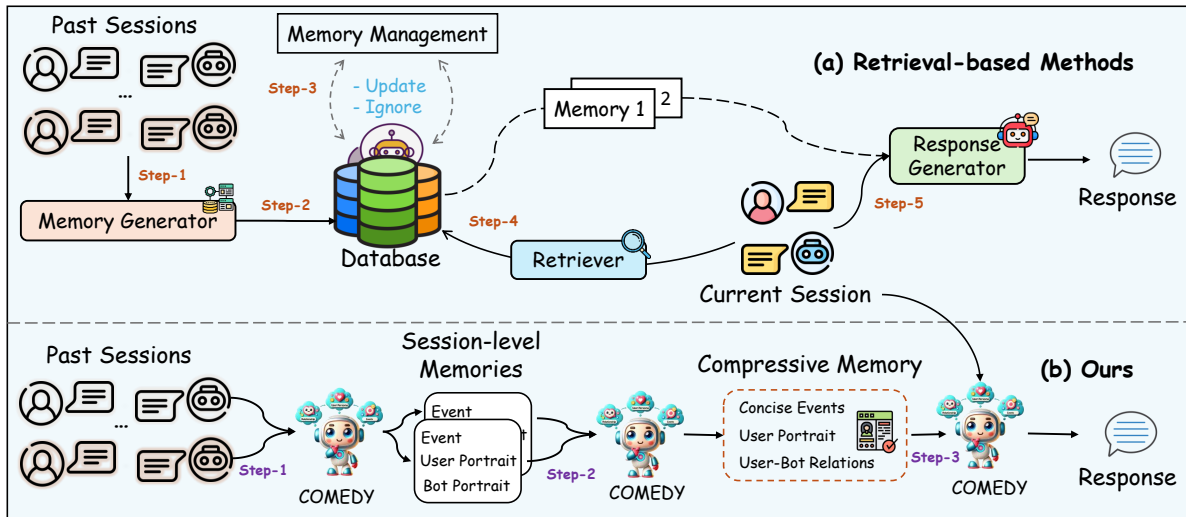 Past Sessions
...
Step-1
Memory Generator
Step-2
Memory Management
Step-3
- Update
- Ignore
Database
Memory 1
2
Step-4
Retriever
(a) Retrieval-based Methods
Response
Generator
Step-5
Current Session
Response
Past Sessions
...
Step-1
COMEDY
Session-level
Memories
Event
Event
User Portrait
Bot Portrait
Step-2
COMEDY
Compressive Memory
Concise Events
User Portrait
User-Bot Relations
Step-3
(b) Ours
COMEDY
Response